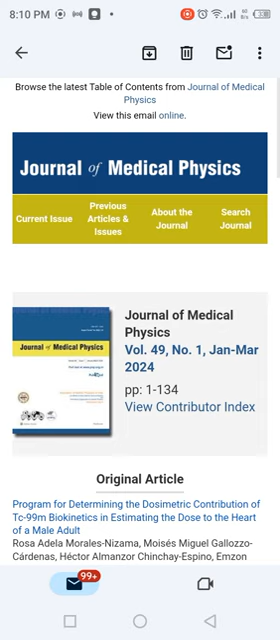 8:10 PM
Browse the latest Table of Contents from Journal of Medical
Physics
View this email online.
Journal of Medical Physics
Current Issue
Previous
Articles &
Issues
About the
Journal
Search
Journal
Journal of Medical Physics
Journal of Medical
Physics
Vol. 49, No. 1, Jan-Mar
2024
pp: 1-134
View Contributor Index
Original Article
Program for Determining the Dosimetric Contribution of
Tc-99m Biokinetics in Estimating the Dose to the Heart
of a Male Adult
Rosa Adela Morales-Nizama, Moisés Miguel Gallozzo-
Cárdenas, Héctor Almanzor Chinchay-Espino, Emzon
99+